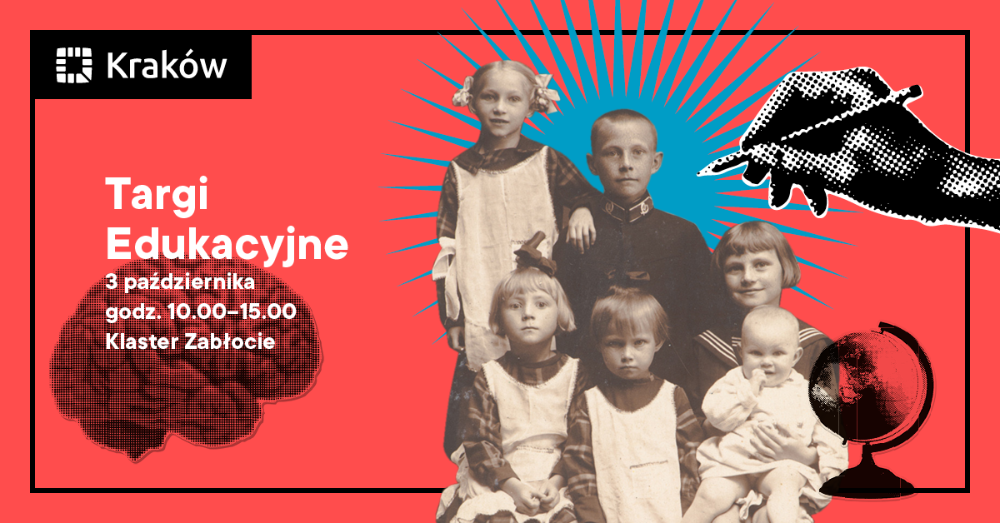 Kraków
Targi
Edukacyjne
3 października
godz. 10.00–15.00
Klaster Zabłocie